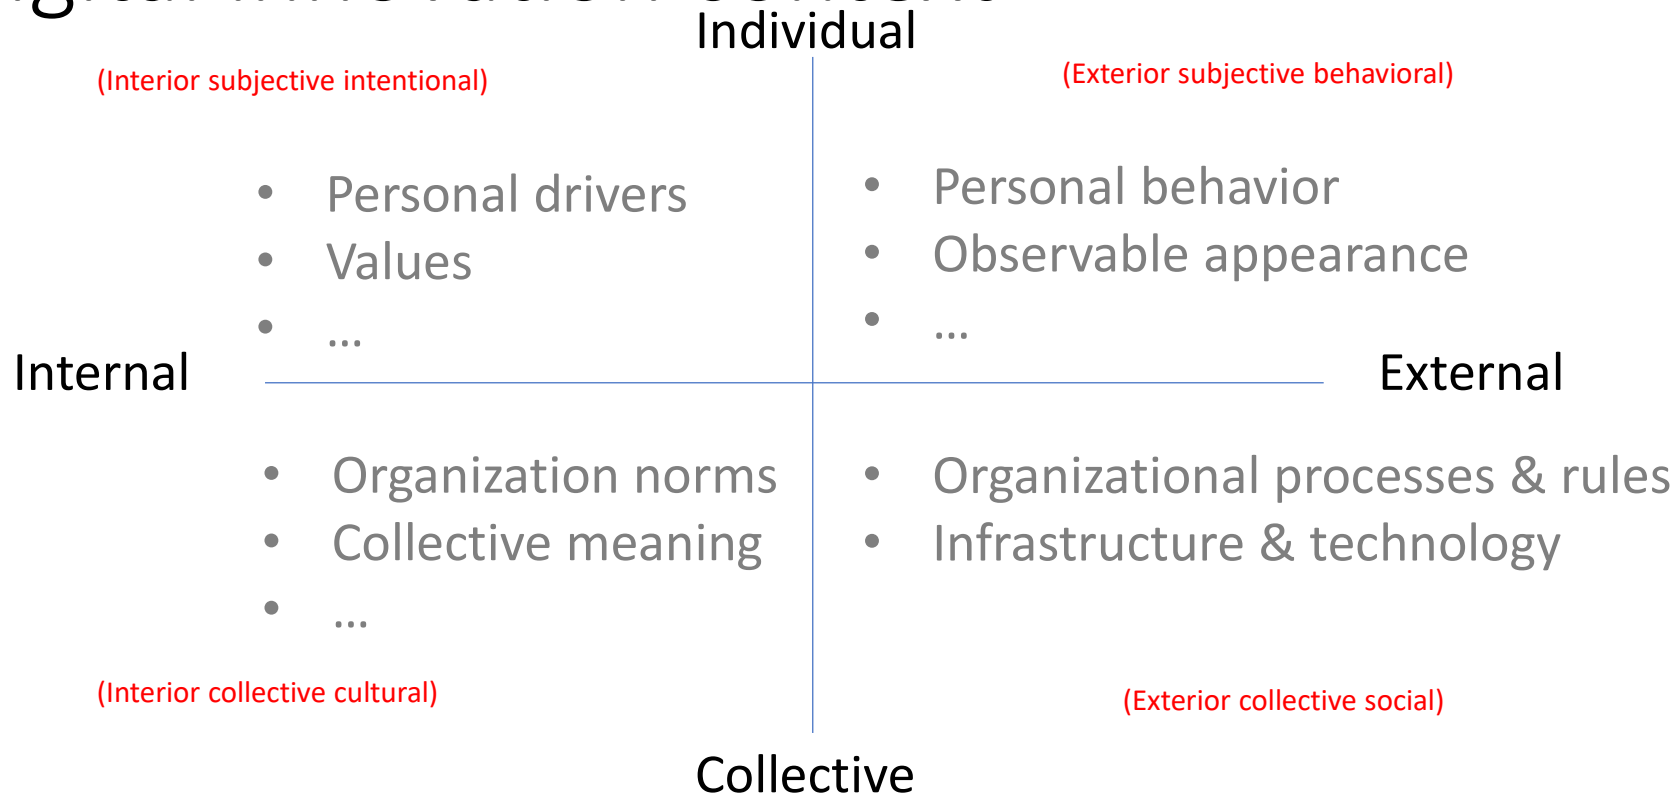 Individual
(Interior subjective intentional)
(Exterior subjective behavioral)
• Personal drivers
• Values
• ...
• Personal behavior
• Observable appearance
• ...
Internal
External
• Organization norms
• Collective meaning
• ...
• Organizational processes & rules
• Infrastructure & technology
(Interior collective cultural)
(Exterior collective social)
Collective